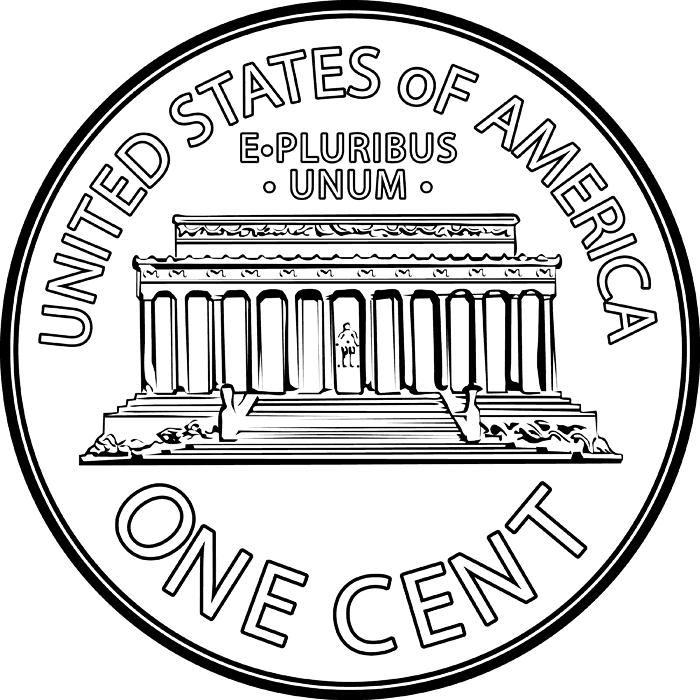 UNITED STATES oF AMERICA
E•PLURIBUS
• UNUM •
ONE CENT